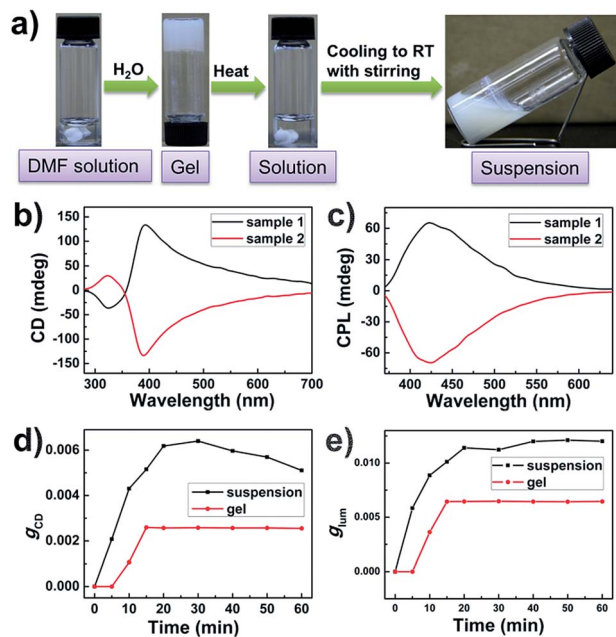 a)
H₂O
Heat
Cooling to RT
with stirring
DMF solution
Gel
Solution
Suspension
b)
150
100
50
0
-50
-100
-150
CD (mdeg)
sample 1
sample 2
300
400
500
600
700
Wavelength (nm)
c)
60
30
0
-30
-60
CPL (mdeg)
sample 1
sample 2
400
450
500
550
600
Wavelength (nm)
d)
0.006
0.004
0.002
0.000
gCD
suspension
gel
0
10
20
30
40
50
60
Time (min)
e)
0.010
0.005
0.000
glum
suspension
gel
0
10
20
30
40
50
60
Time (min)